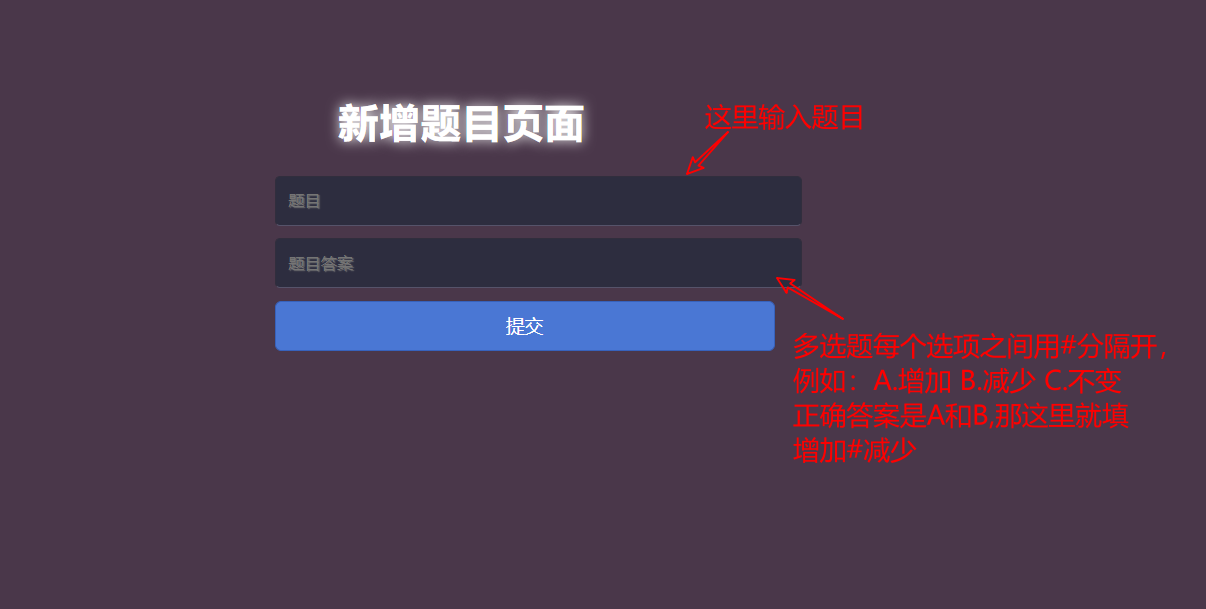 新增题目页面
这里输入题目
题目
题目答案
提交
多选题每个选项之间用#分隔开，
例如：A.增加 B.减少 C.不变
正确答案是A和B,那这里就填
增加#减少